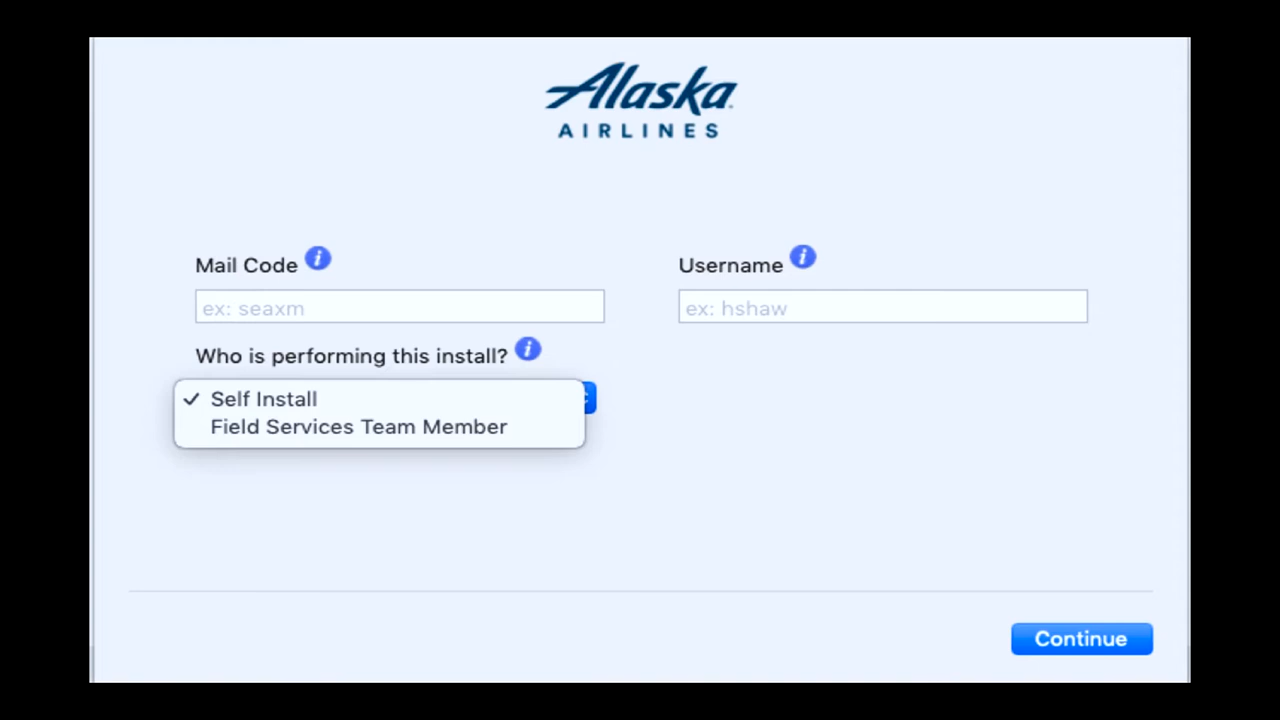 Alaska
AIRLINES
Mail Code
Username
ex: seaxm
ex: hshaw
Who is performing this install?
✓ Self Install
Field Services Team Member
Continue